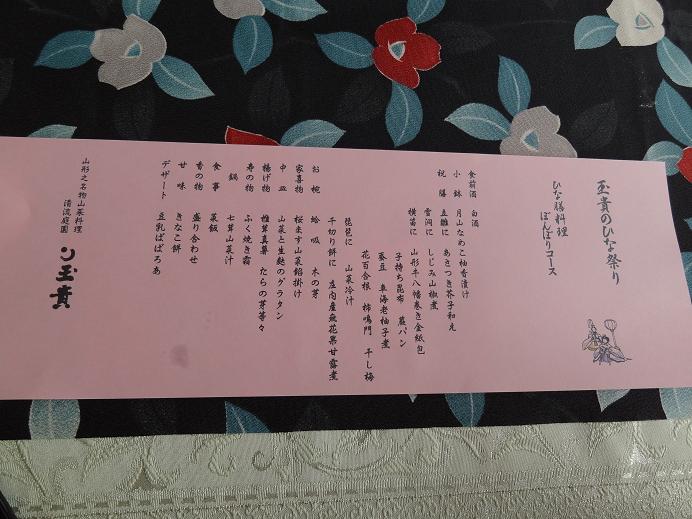 玉貴のひな祭り
ひな膳料理
ぼんぼりコース
食前酒 白酒
小鉢 月山なわこ柚香漬け
祝膳 立雛に あさつき芥子和え
雪洞に しじみ山椒煮
横笛に 山形牛八幡巻き金紙包
子持ち昆布 蕗パン
蚕豆 車海老柚子煮
花百合根 柿鳴門 干し梅
琵琶に 山菜冷汁
千切り餅に 庄内産無花果甘露煮
お椀 蛤吸 木の芽
家喜物 桜ます山菜餡掛け
中皿 山菜と生麩のグラタン
揚げ物 椎茸真薯 たらの芽等々
寿の物 ふく焼き霜
鍋 七茸山菜汁
食事 菜飯
香の物 盛り合わせ
甘味 きなこ餅
デザート 豆乳ばばろあ
山形之名物山菜料理
清流庭園 玉貴